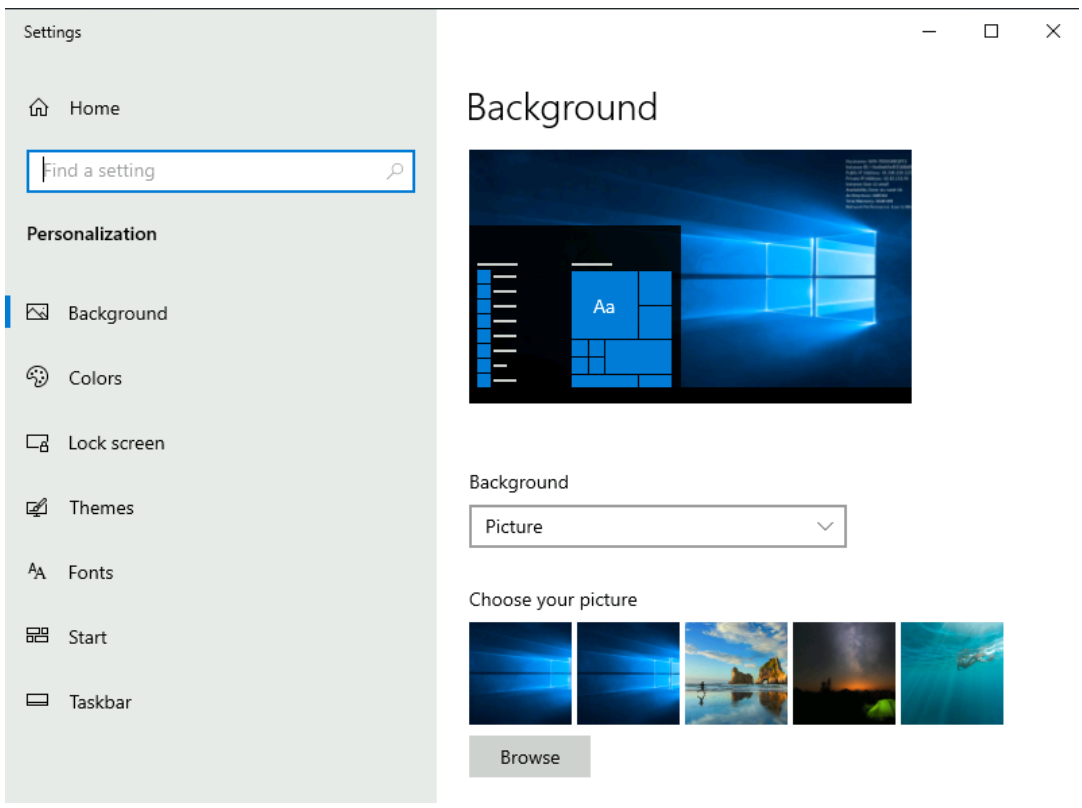 Settings
Home
Find a setting
Personalization
Background
Colors
Lock screen
Themes
Fonts
Start
Taskbar
Background
Aa
Background
Picture
Choose your picture
Browse